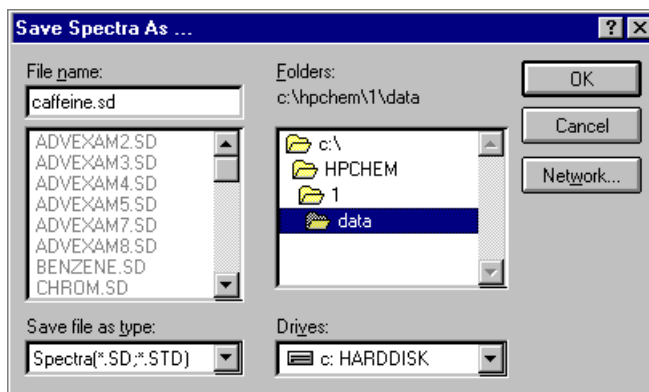 Save Spectra As ...
File name:
caffeine.sd
ADVEXAM2.SD
ADVEXAM3.SD
ADVEXAM4.SD
ADVEXAM5.SD
ADVEXAM7.SD
ADVEXAM8.SD
BENZENE.SD
CHROM.SD
Save file as type:
Spectra(*.SD;*.STD)
Folders:
c:\hpchem\1\data
c:\
HPCHEM
1
data
Drives:
c: HARDDISK
OK
Cancel
Network...